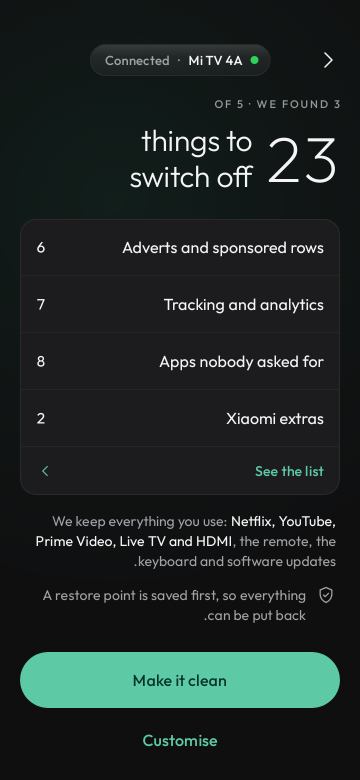 Connected · Mi TV 4A
OF 5 · WE FOUND 3
things to 23
switch off
6 Adverts and sponsored rows
7 Tracking and analytics
8 Apps nobody asked for
2 Xiaomi extras
See the list
We keep everything you use: Netflix, YouTube,
Prime Video, Live TV and HDMI, the remote, the
.keyboard and software updates
A restore point is saved first, so everything
.can be put back
Make it clean
Customise